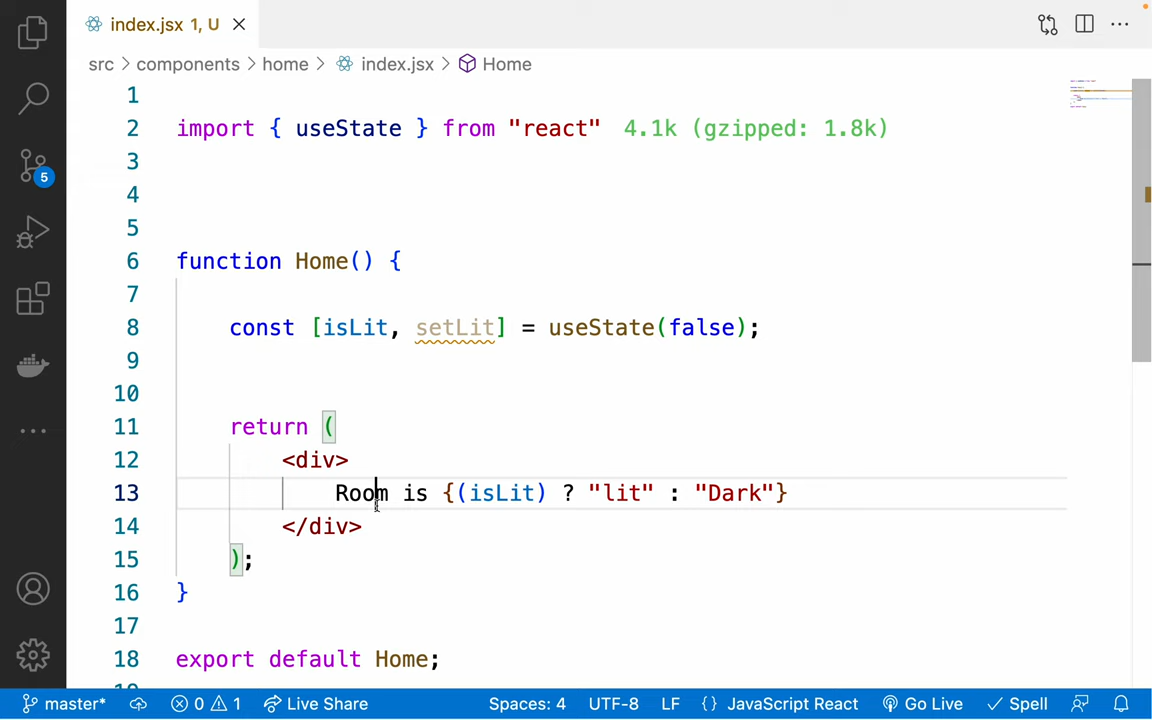 index.jsx 1, U
src > components > home > index.jsx > Home
1
2 import { useState } from "react" 4.1k (gzipped: 1.8k)
3
4
5
6 function Home() {
7
8 const [isLit, setLit] = useState(false);
9
10
11 return (
12 <div>
13 Room is {(isLit) ? "lit" : "Dark"}
14 </div>
15 );
16 }
17
18 export default Home;
5
master* 0 1 Live Share Spaces: 4 UTF-8 LF {} JavaScript React Go Live Spell